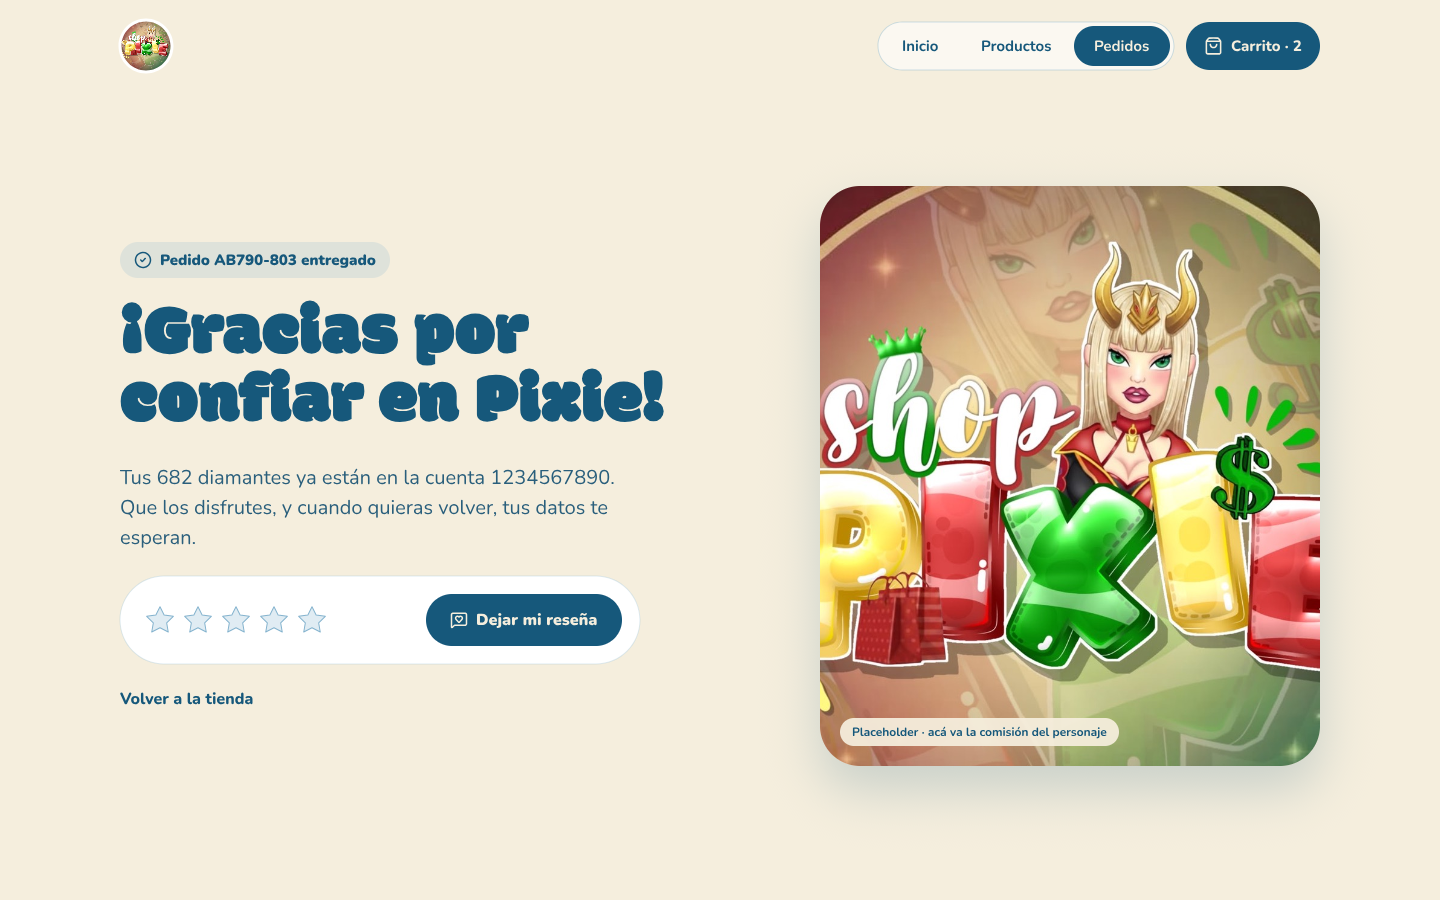 Inicio
Productos
Pedidos
Carrito · 2
Pedido AB790-803 entregado
¡Gracias por
confiar en Pixie!
Tus 682 diamantes ya están en la cuenta 1234567890.
Que los disfrutes, y cuando quieras volver, tus datos te
esperan.
Dejar mi reseña
Volver a la tienda
shop
PIXIE
$
Placeholder · acá va la comisión del personaje